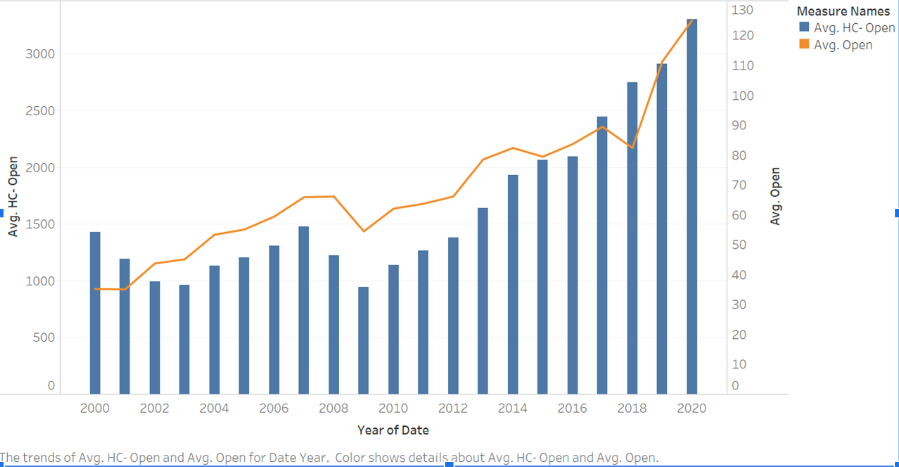 Measure Names
Avg. HC- Open
Avg. Open
Avg. HC- Open
3000
2500
2000
1500
1000
500
0
130
120
110
100
90
80
70
60
50
40
30
20
10
0
Avg. Open
2000 2002 2004 2006 2008 2010 2012 2014 2016 2018 2020
Year of Date
The trends of Avg. HC- Open and Avg. Open for Date Year. Color shows details about Avg. HC- Open and Avg. Open.